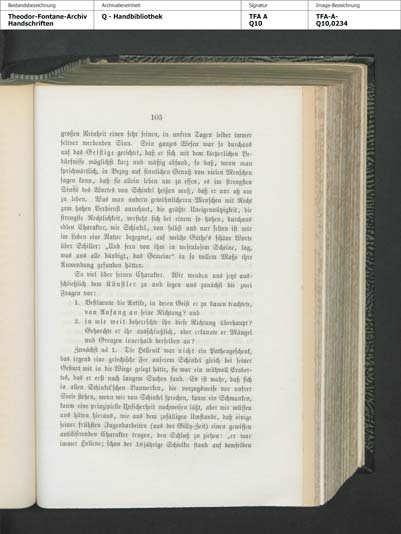 Bestandsbezeichnung
Archivalieneinheit
Signatur
Image-Bezeichnung
Theodor-Fontane-Archiv
Handschriften
Q - Handbibliothek
TFA A
Q10
TFA-A-
Q10,0234
105
großen Reinheit einen sehr feinen, in unsren Tagen leider immer
seltner werdenden Sinn. Sein ganzes Wesen war so durchaus
auf das Geistige gerichtet, daß er sich mit dem körperlichen Be-
dürfnisse möglichst kurz und mäßig abfand, so daß, wenn man
sprichwörtlich, in Bezug auf sinnlichen Genuß von vielen Menschen
sagen kann, daß sie allein leben um zu essen, es im strengsten
Sinne des Wortes von Schinkel heißen muß, daß er nur aß um
zu leben. Was man andern gewöhnlicheren Menschen mit Recht
zum hohen Verdienst anrechnet, die größte Uneigennützigkeit, die
strengste Rechtlichkeit, versteht sich bei einem so hohen, durchaus
edlen Charakter, wie Schinkel, von selbst und nur selten ist wir
im Leben eine Natur begegnet, auf welche Göthe's schöne Worte
über Schiller: „Und fern von ihm in wesenlosem Scheine, lag,
was uns alle bändigt, das Gemeine" in so vollem Maße ihre
Anwendung gefunden hätten.
So viel über seinen Charakter. Wir wenden uns jetzt aus-
schließlich dem Künstler zu und legen uns zunächst die zwei
Fragen vor:
1. Bestimmte die Antike, in deren Geist er zu bauen trachtete,
von Anfang an seine Richtung? und
2. in wie weit beherrschte ihn diese Richtung überhaupt?
Gehorchte er ihr ausschließlich, oder erkannte er Mängel
und Grenzen innerhalb derselben an?
Zunächst ad 1. Die Hellenik war nicht ein Pathengeschenk,
das irgend eine griechische Fee unserem Schinkel gleich bei seiner
Geburt mit in die Wiege gelegt hätte, sie war ein mühvoll Erobe-
rtes, das er erst nach langem Suchen fand. Es ist wahr, daß sich
in allen Schinkel'schen Bauwerken, die vorzugsweise vor unsrer
Seele stehen, wenn wir von Schinkel sprechen, kaum ein Schwanken,
kaum eine prinzipielle Unsicherheit nachweisen läßt, aber wir müssen
uns hüten hieraus, wie aus dem zufälligen Umstande, daß einige
seiner frühsten Jugendarbeiten (aus der Gilly-Zeit) einen gewissen
antikisirenden Charakter tragen, den Schluß zu ziehen: „er war
immer Hellene; schon der 18jährige Schinkel stand auf demselben